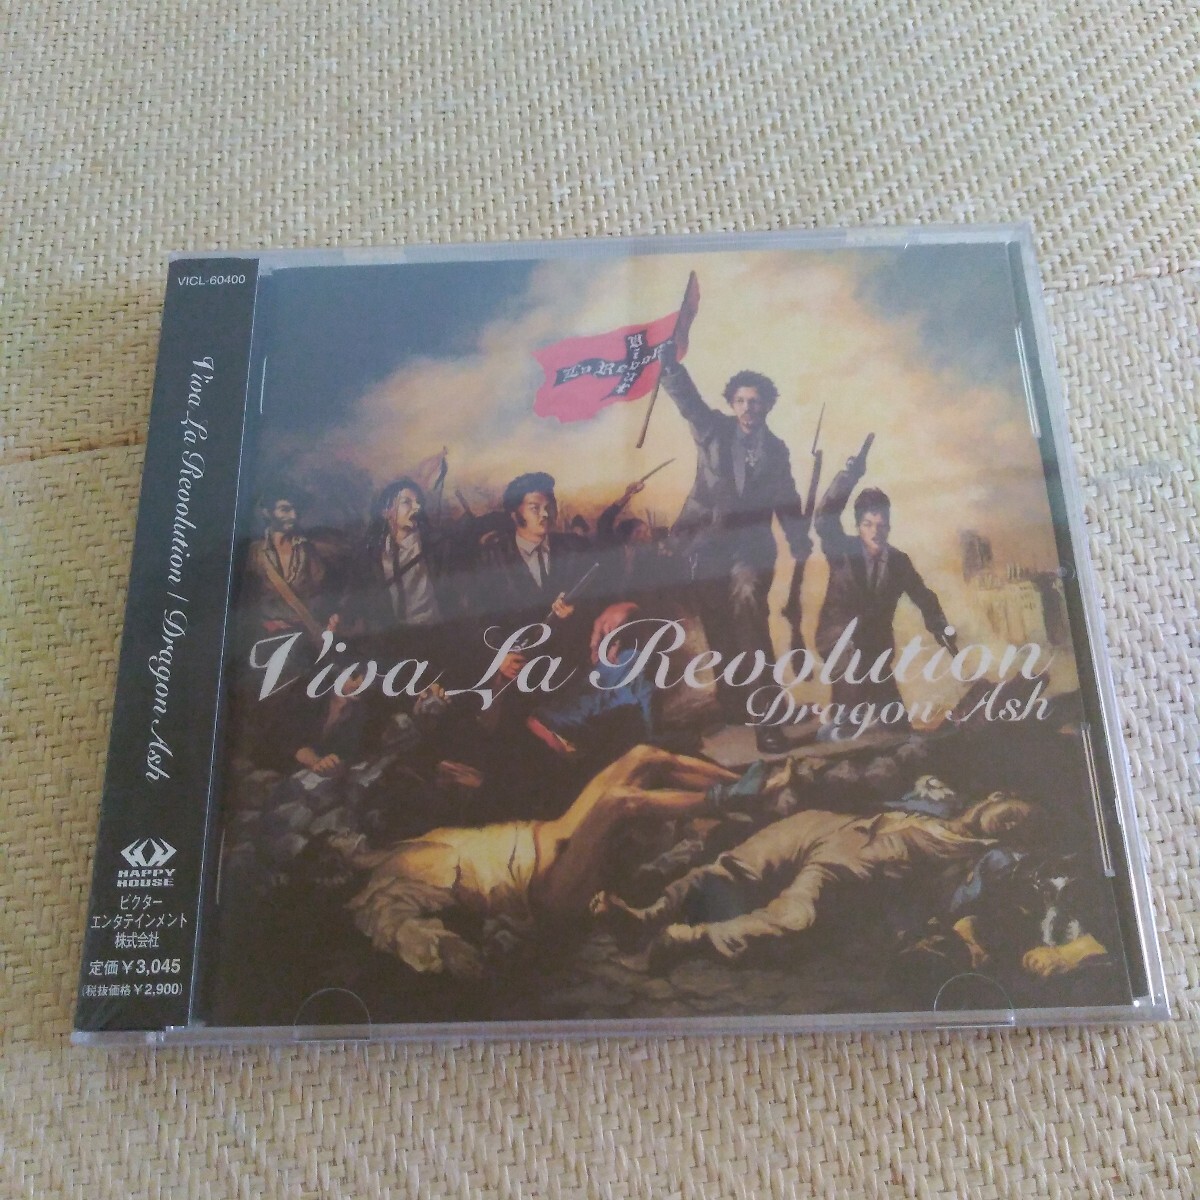 VICL-60400
Viva La Revolution / Dragon Ash
HAPPY
HOUSE
ビクター
エンタテインメント
株式会社
定価￥3,045
(税抜価格￥2,900)
La Revolt
Viva La Revolution
Dragon Ash